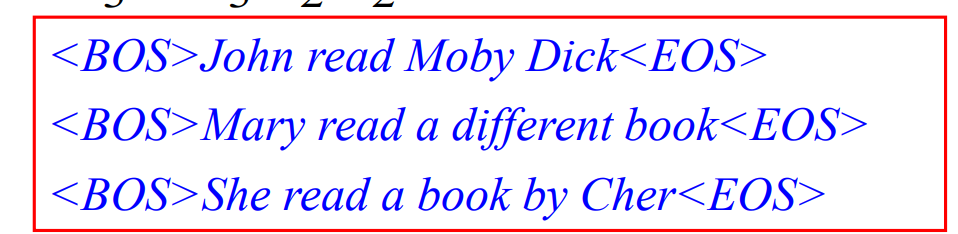 <BOS>John read Moby Dick<EOS>
<BOS>Mary read a different book<EOS>
<BOS>She read a book by Cher<EOS>